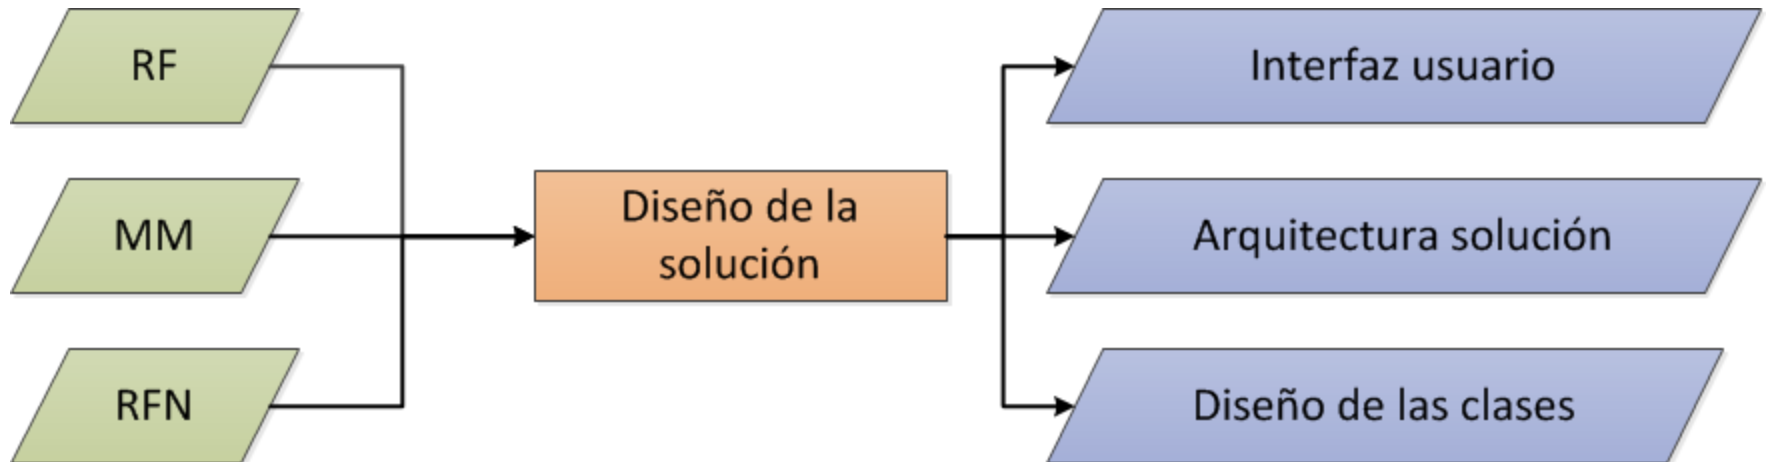 RF
MM
RFN
Diseño de la
solución
Interfaz usuario
Arquitectura solución
Diseño de las clases